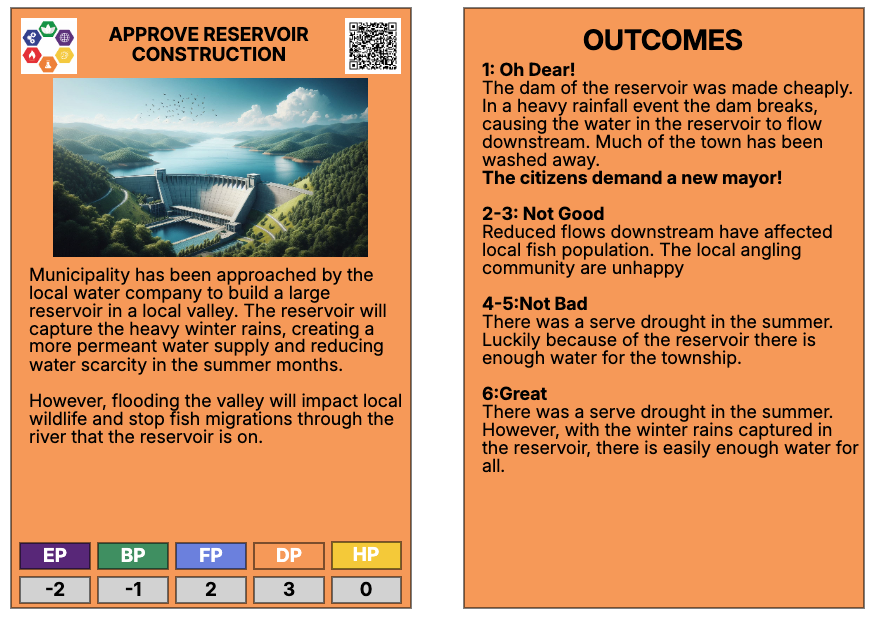 APPROVE RESERVOIR
CONSTRUCTION
Municipality has been approached by the
local water company to build a large
reservoir in a local valley. The reservoir will
capture the heavy winter rains, creating a
more permeant water supply and reducing
water scarcity in the summer months.
However, flooding the valley will impact local
wildlife and stop fish migrations through the
river that the reservoir is on.
EP BP FP DP HP
-2 -1 2 3 0
OUTCOMES
1: Oh Dear!
The dam of the reservoir was made cheaply.
In a heavy rainfall event the dam breaks,
causing the water in the reservoir to flow
downstream. Much of the town has been
washed away.
The citizens demand a new mayor!
2-3: Not Good
Reduced flows downstream have affected
local fish population. The local angling
community are unhappy
4-5:Not Bad
There was a serve drought in the summer.
Luckily because of the reservoir there is
enough water for the township.
6:Great
There was a serve drought in the summer.
However, with the winter rains captured in
the reservoir, there is easily enough water for
all.